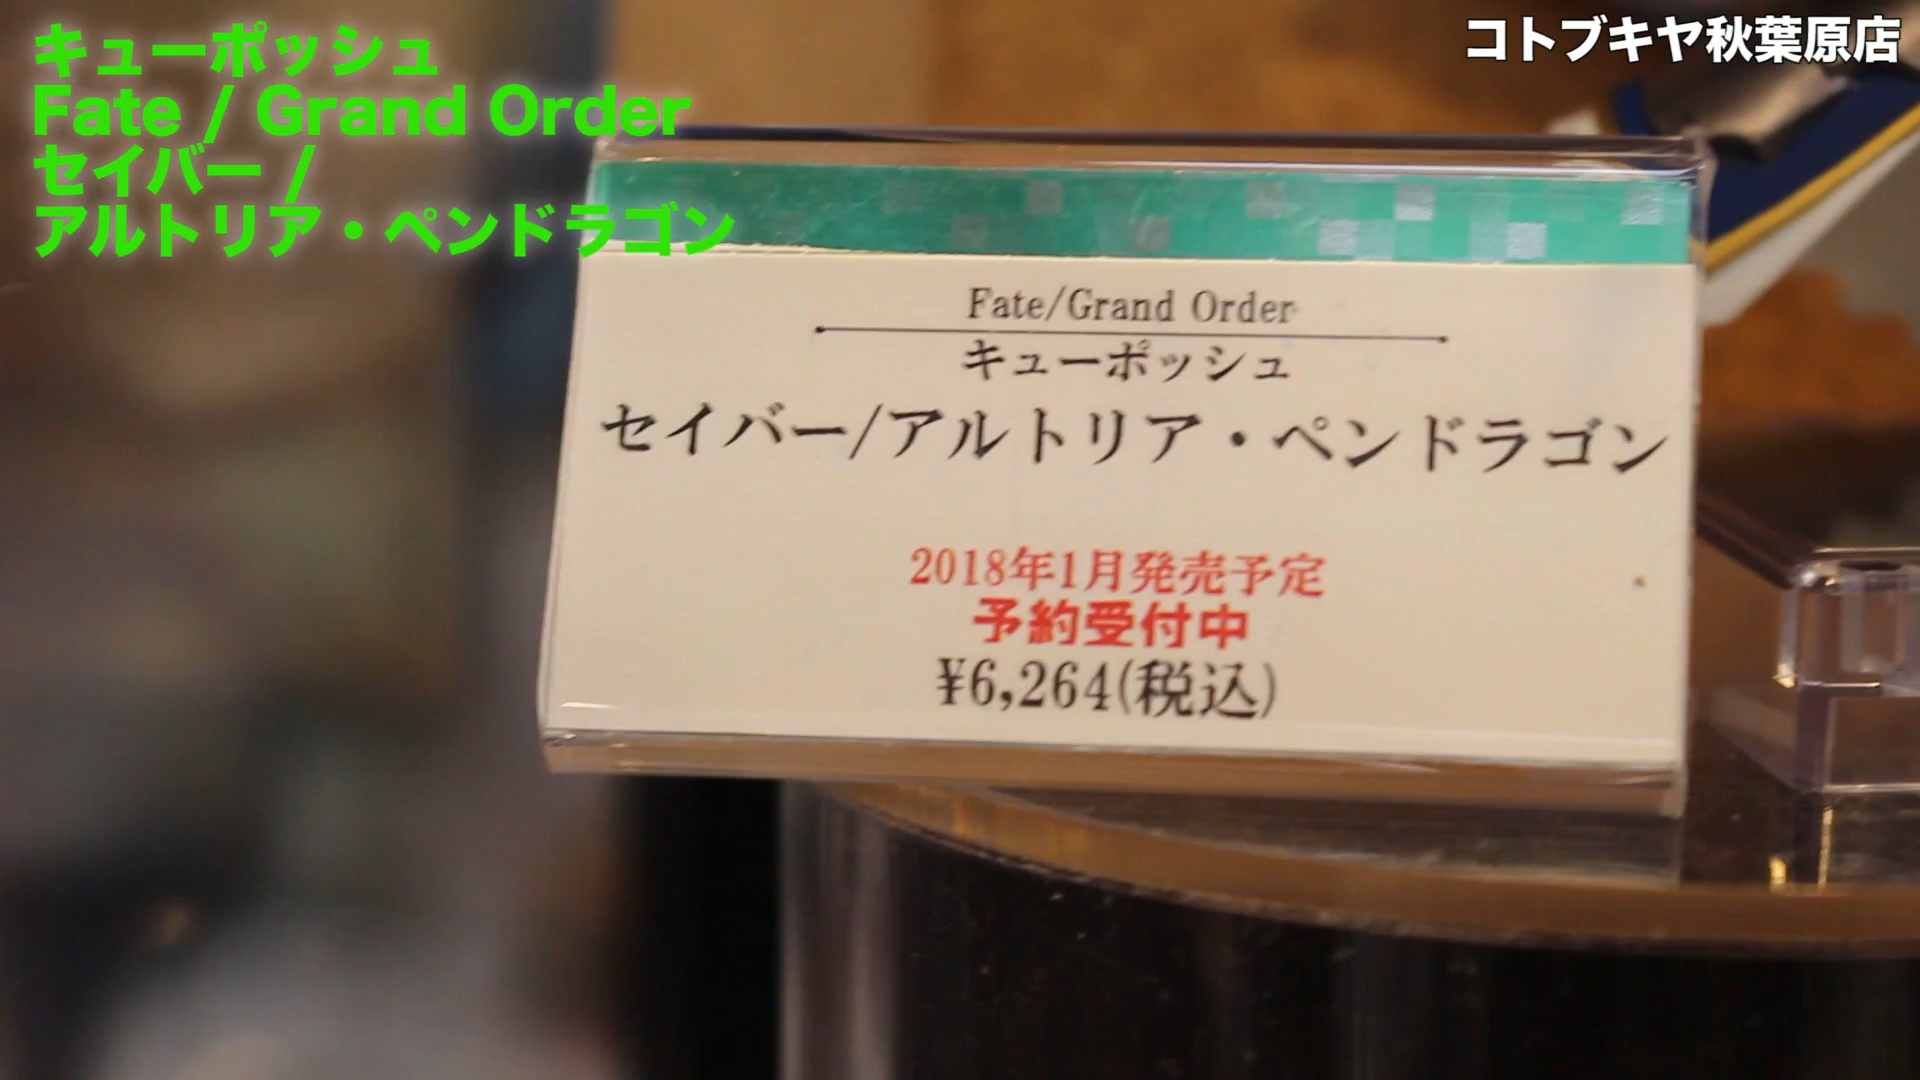 キューポッシュ
Fate / Grand Order
セイバー /
アルトリア・ペンドラゴン
コトブキヤ秋葉原店
Fate/Grand Order
キューポッシュ
セイバー/アルトリア・ペンドラゴン
2018年1月発売予定
予約受付中
¥6,264(税込)